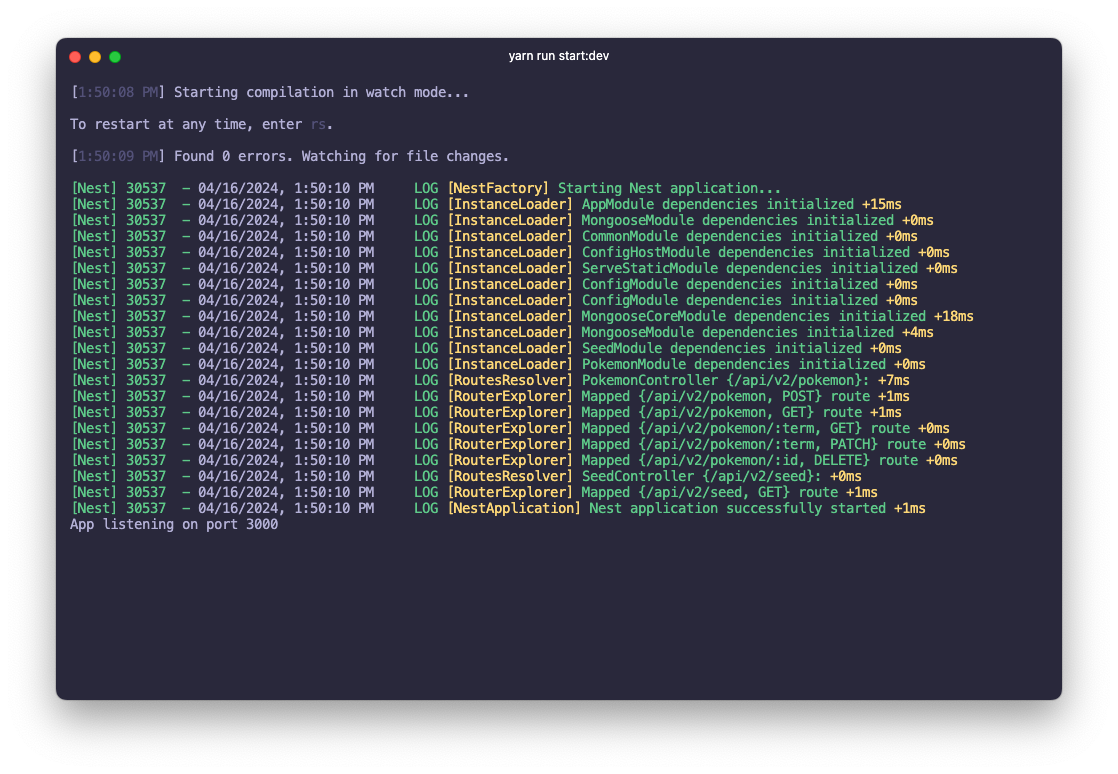 yarn run start:dev
[1:50:08 PM] Starting compilation in watch mode...
To restart at any time, enter rs.
[1:50:09 PM] Found 0 errors. Watching for file changes.
[Nest] 30537  - 04/16/2024, 1:50:10 PM     LOG [NestFactory] Starting Nest application...
[Nest] 30537  - 04/16/2024, 1:50:10 PM     LOG [InstanceLoader] AppModule dependencies initialized +15ms
[Nest] 30537  - 04/16/2024, 1:50:10 PM     LOG [InstanceLoader] MongooseModule dependencies initialized +0ms
[Nest] 30537  - 04/16/2024, 1:50:10 PM     LOG [InstanceLoader] CommonModule dependencies initialized +0ms
[Nest] 30537  - 04/16/2024, 1:50:10 PM     LOG [InstanceLoader] ConfigHostModule dependencies initialized +0ms
[Nest] 30537  - 04/16/2024, 1:50:10 PM     LOG [InstanceLoader] ServeStaticModule dependencies initialized +0ms
[Nest] 30537  - 04/16/2024, 1:50:10 PM     LOG [InstanceLoader] ConfigModule dependencies initialized +0ms
[Nest] 30537  - 04/16/2024, 1:50:10 PM     LOG [InstanceLoader] ConfigModule dependencies initialized +0ms
[Nest] 30537  - 04/16/2024, 1:50:10 PM     LOG [InstanceLoader] MongooseCoreModule dependencies initialized +18ms
[Nest] 30537  - 04/16/2024, 1:50:10 PM     LOG [InstanceLoader] MongooseModule dependencies initialized +4ms
[Nest] 30537  - 04/16/2024, 1:50:10 PM     LOG [InstanceLoader] SeedModule dependencies initialized +0ms
[Nest] 30537  - 04/16/2024, 1:50:10 PM     LOG [InstanceLoader] PokemonModule dependencies initialized +0ms
[Nest] 30537  - 04/16/2024, 1:50:10 PM     LOG [RoutesResolver] PokemonController {/api/v2/pokemon}: +7ms
[Nest] 30537  - 04/16/2024, 1:50:10 PM     LOG [RouterExplorer] Mapped {/api/v2/pokemon, POST} route +1ms
[Nest] 30537  - 04/16/2024, 1:50:10 PM     LOG [RouterExplorer] Mapped {/api/v2/pokemon, GET} route +1ms
[Nest] 30537  - 04/16/2024, 1:50:10 PM     LOG [RouterExplorer] Mapped {/api/v2/pokemon/:term, GET} route +0ms
[Nest] 30537  - 04/16/2024, 1:50:10 PM     LOG [RouterExplorer] Mapped {/api/v2/pokemon/:term, PATCH} route +0ms
[Nest] 30537  - 04/16/2024, 1:50:10 PM     LOG [RouterExplorer] Mapped {/api/v2/pokemon/:id, DELETE} route +0ms
[Nest] 30537  - 04/16/2024, 1:50:10 PM     LOG [RoutesResolver] SeedController {/api/v2/seed}: +0ms
[Nest] 30537  - 04/16/2024, 1:50:10 PM     LOG [RouterExplorer] Mapped {/api/v2/seed, GET} route +1ms
[Nest] 30537  - 04/16/2024, 1:50:10 PM     LOG [NestApplication] Nest application successfully started +1ms
App listening on port 3000